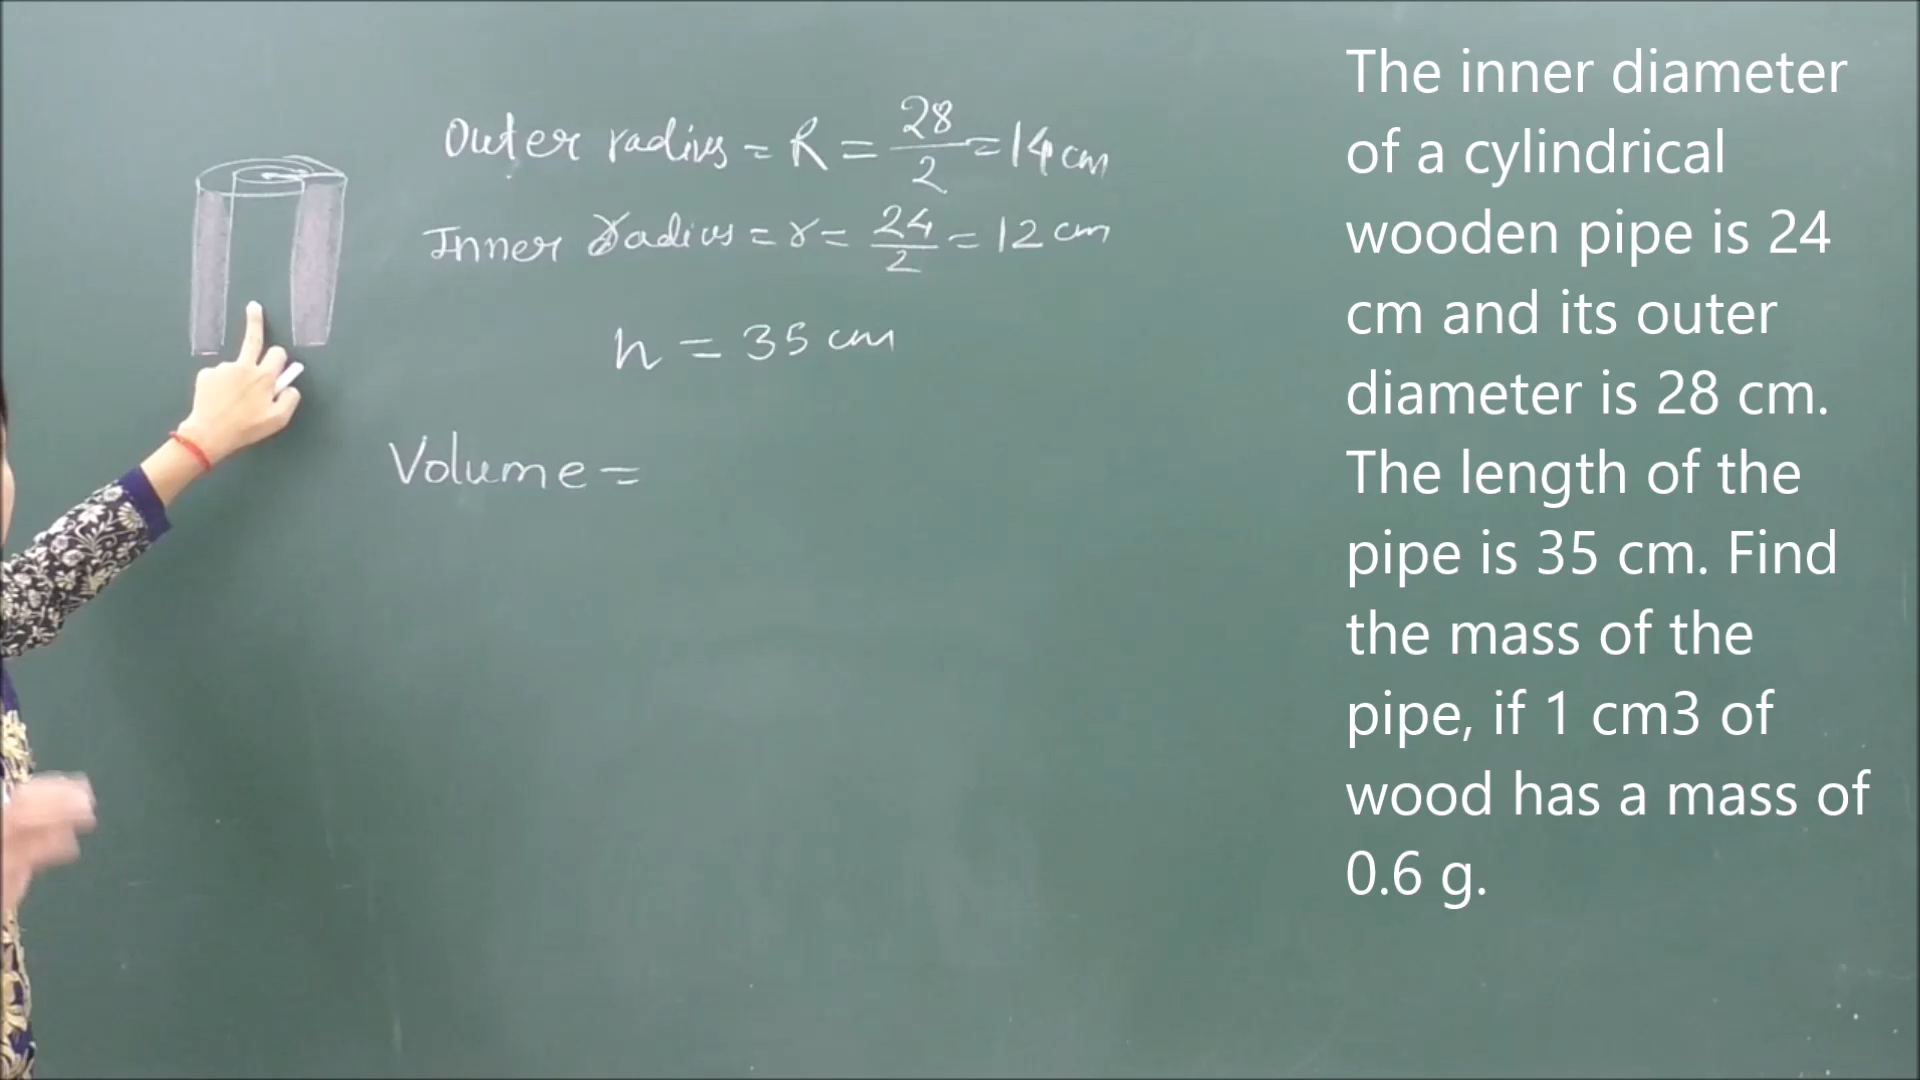 Outer radius = R = 28/2 = 14 cm
Inner radius = r = 24/2 = 12 cm
h = 35 cm
Volume =
The inner diameter
of a cylindrical
wooden pipe is 24
cm and its outer
diameter is 28 cm.
The length of the
pipe is 35 cm. Find
the mass of the
pipe, if 1 cm3 of
wood has a mass of
0.6 g.